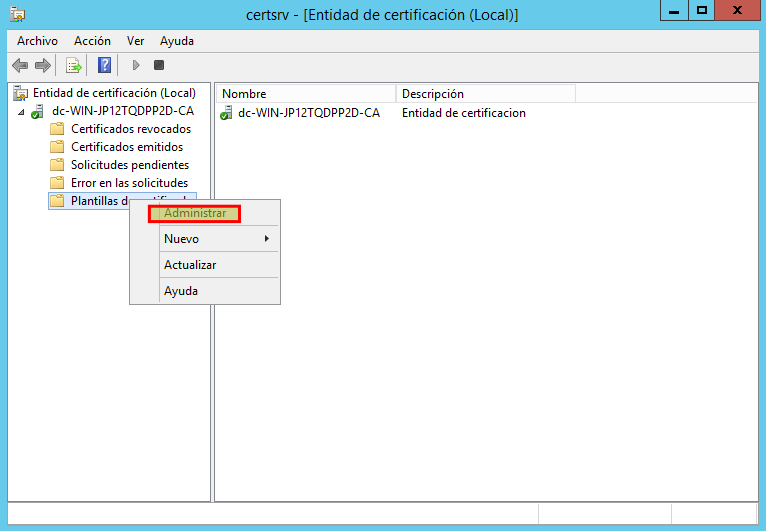 certsrv - [Entidad de certificación (Local)]
Archivo Acción Ver Ayuda
Entidad de certificación (Local)
dc-WIN-JP12TQDPP2D-CA
Certificados revocados
Certificados emitidos
Solicitudes pendientes
Error en las solicitudes
Plantillas
Administrar
Nuevo
Actualizar
Ayuda
Nombre Descripción
dc-WIN-JP12TQDPP2D-CA Entidad de certificacion